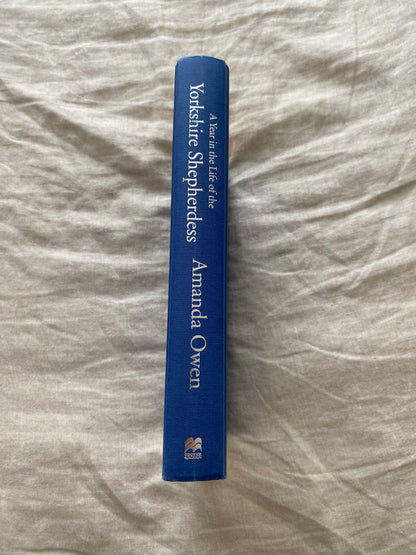 A Year in the Life of the
Yorkshire Shepherdess
Amanda Owen